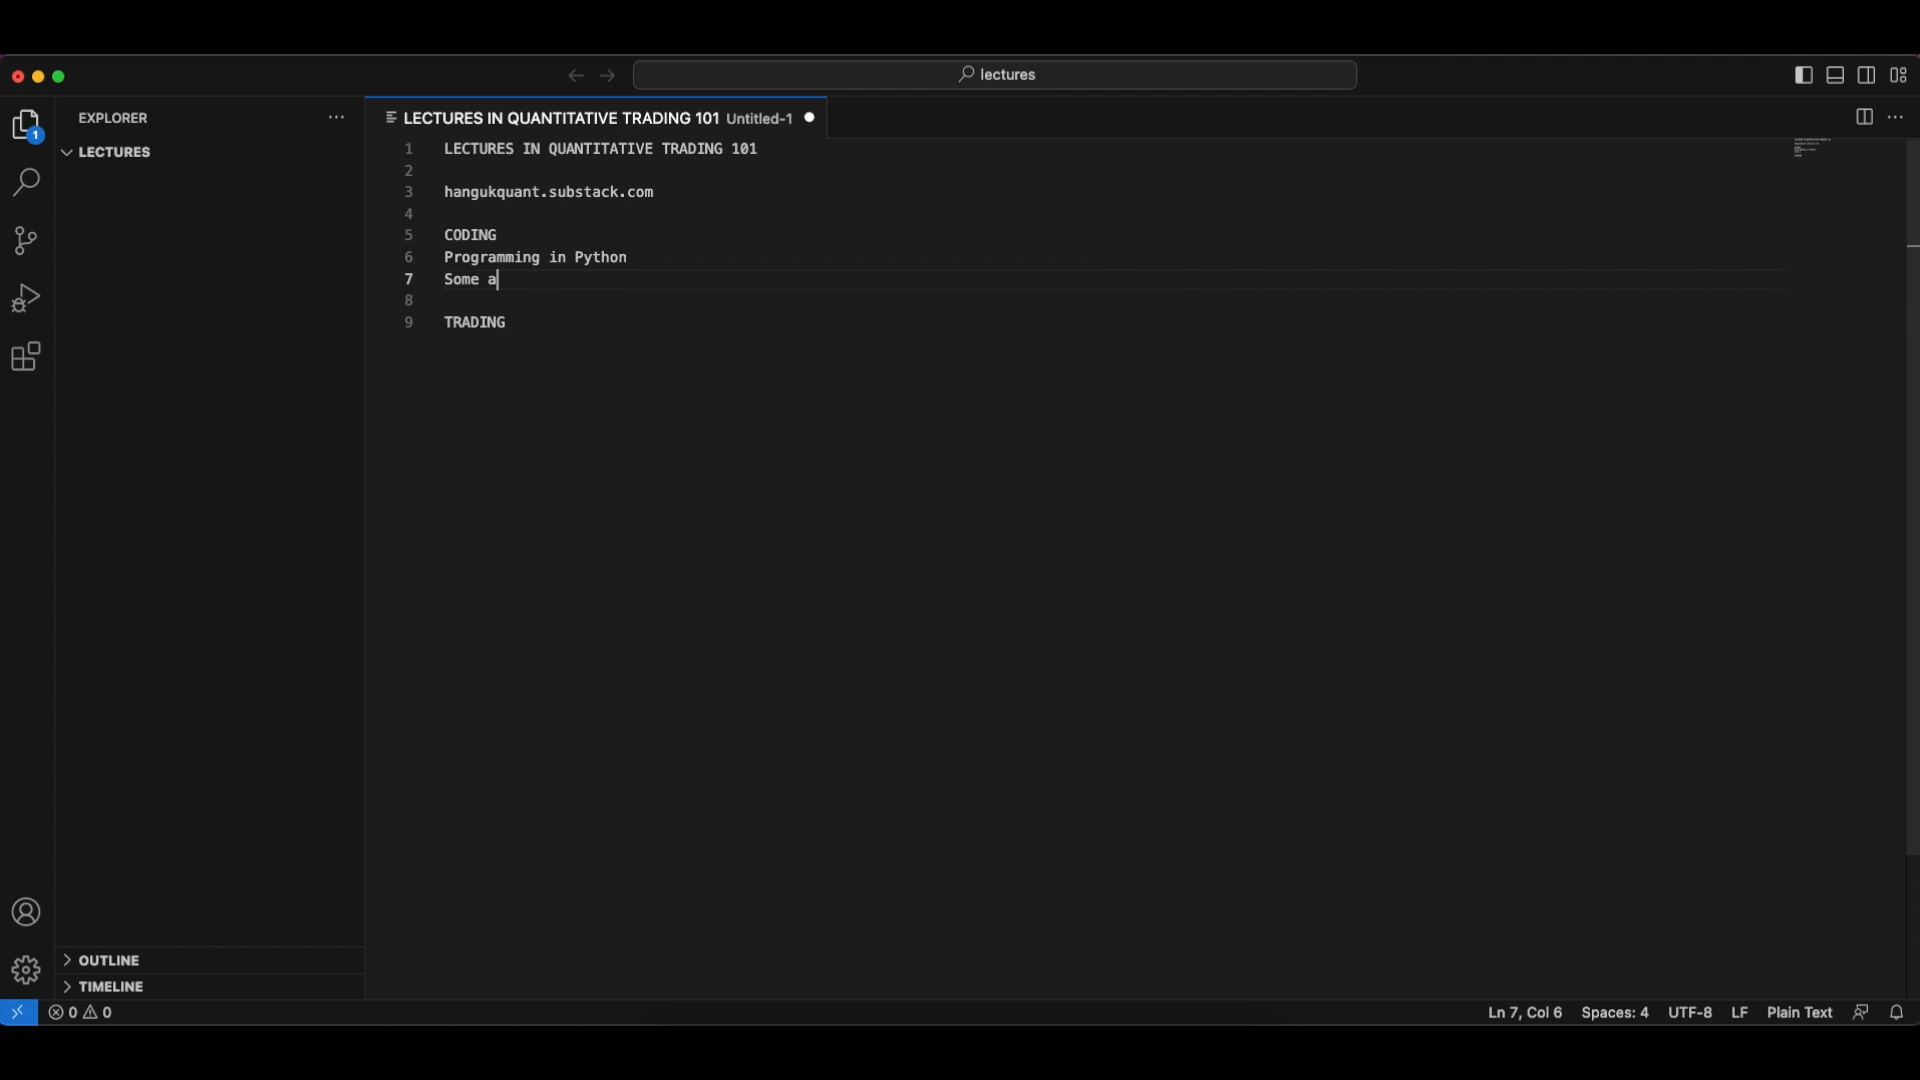 lectures
EXPLORER
LECTURES
1
LECTURES IN QUANTITATIVE TRADING 101 Untitled-1
1 LECTURES IN QUANTITATIVE TRADING 101
2
3 hangukquant.substack.com
4
5 CODING
6 Programming in Python
7 Some a
8
9 TRADING
OUTLINE
TIMELINE
0 0
Ln 7, Col 6 Spaces: 4 UTF-8 LF Plain Text